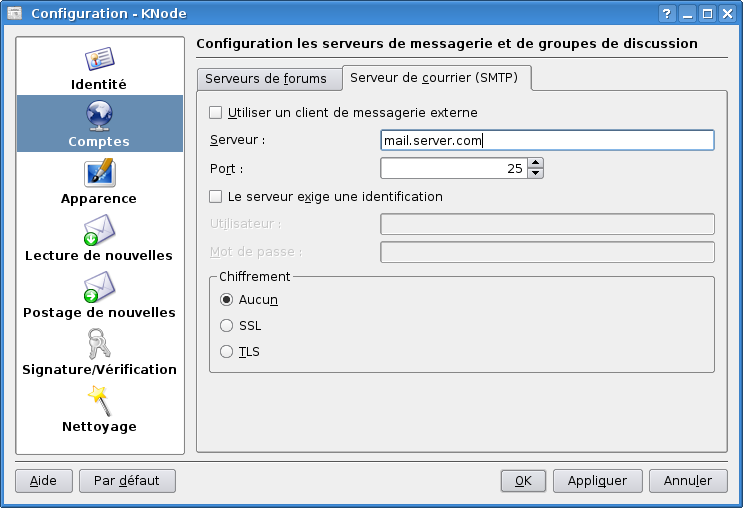 Configuration - KNode
Identité
Comptes
Apparence
Lecture de nouvelles
Postage de nouvelles
Signature/Vérification
Nettoyage
Configuration les serveurs de messagerie et de groupes de discussion
Serveurs de forums
Serveur de courrier (SMTP)
Utiliser un client de messagerie externe
Serveur : mail.server.com
Port : 25
Le serveur exige une identification
Utilisateur :
Mot de passe :
Chiffrement
Aucun
SSL
TLS
Aide
Par défaut
OK
Appliquer
Annuler